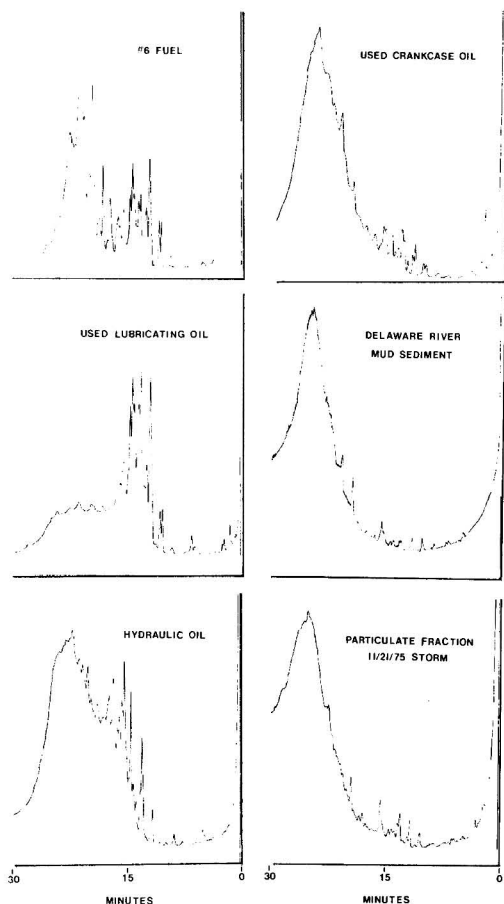 #6 FUEL
USED CRANKCASE OIL
USED LUBRICATING OIL
DELAWARE RIVER
MUD SEDIMENT
HYDRAULIC OIL
PARTICULATE FRACTION
11/21/75 STORM
30 15 0
MINUTES
30 15 0
MINUTES